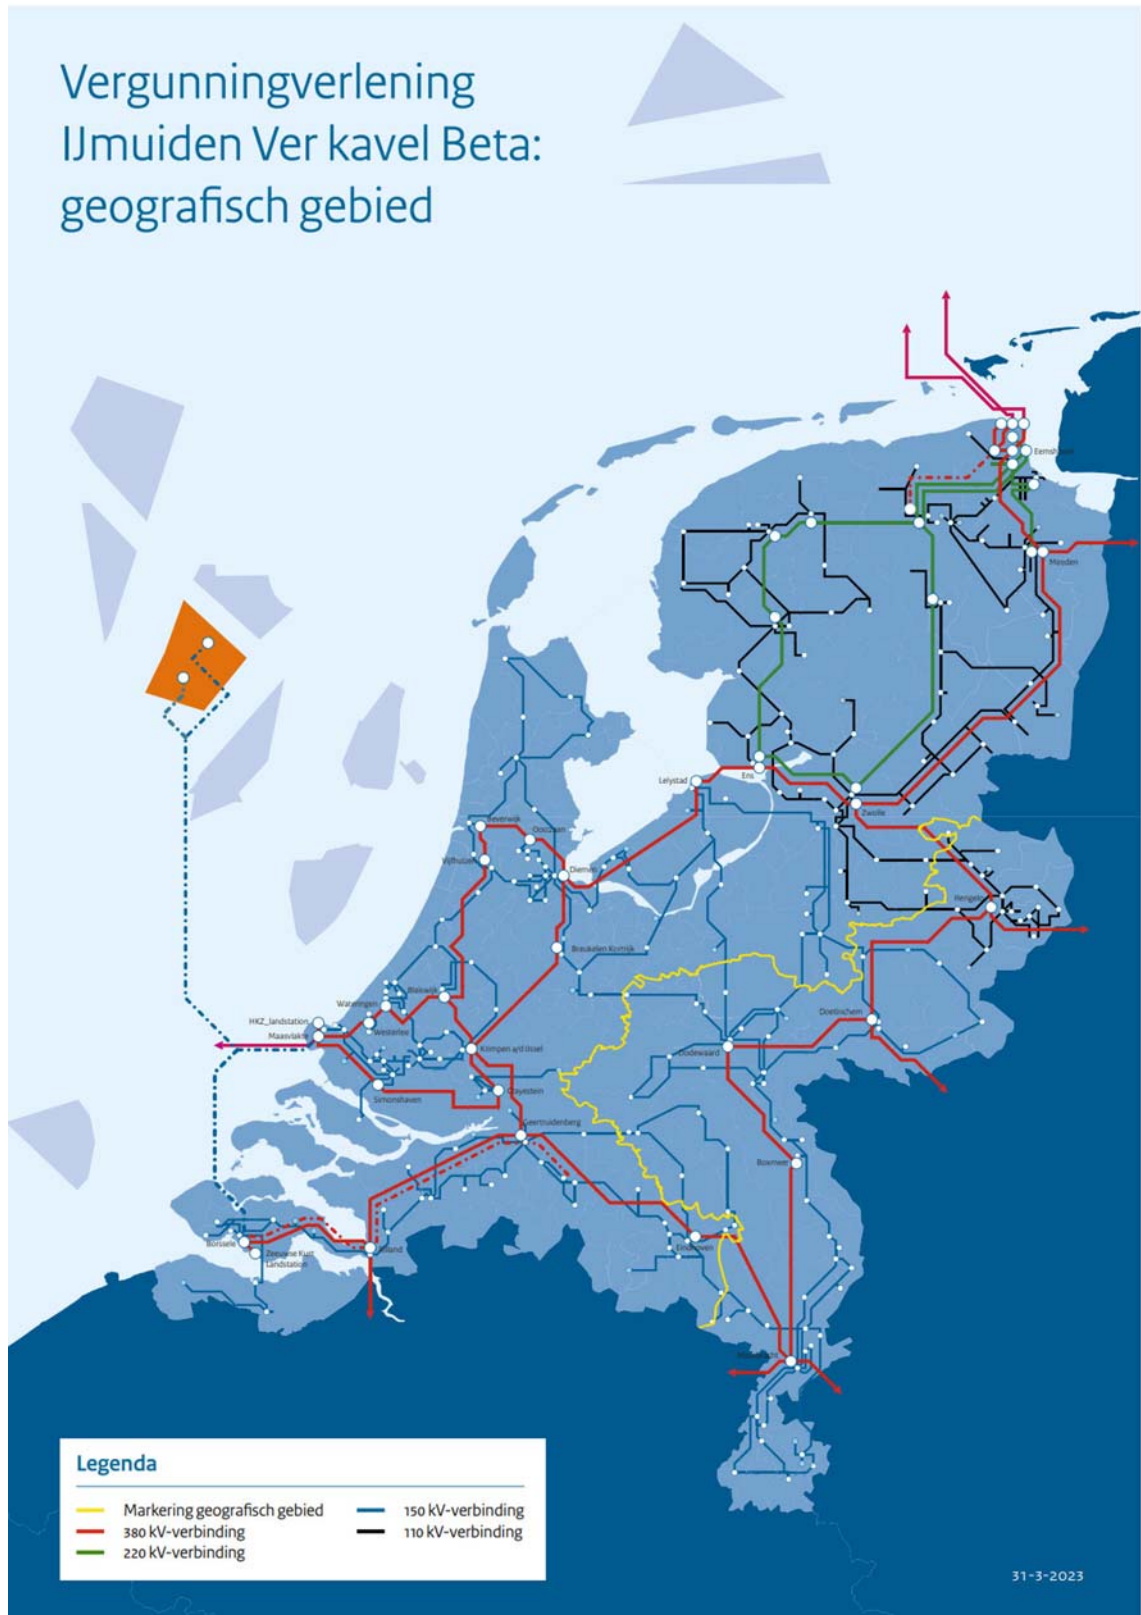 Vergunningverlening
IJmuiden Ver kavel Beta:
geografisch gebied
Meeden
Ens
Lelystad
Zwolle
Beverwijk
Oostzaan
Vijfhuizen
Diemen
Hengelo
Breukelen Kortrijk
Bleiswijk
Wateringen
HKZ_landstation
Westerlee
Maasvlakte
Doetinchem
Krimpen a/d IJssel
Dodewaard
Crayestein
Simonshaven
Geertruidenberg
Boxmeer
Borssele
Rilland
Eindhoven
Zeeuwse Kust
Landstation
Legenda
Markering geografisch gebied
380 kV-verbinding
220 kV-verbinding
150 kV-verbinding
110 kV-verbinding
31-3-2023